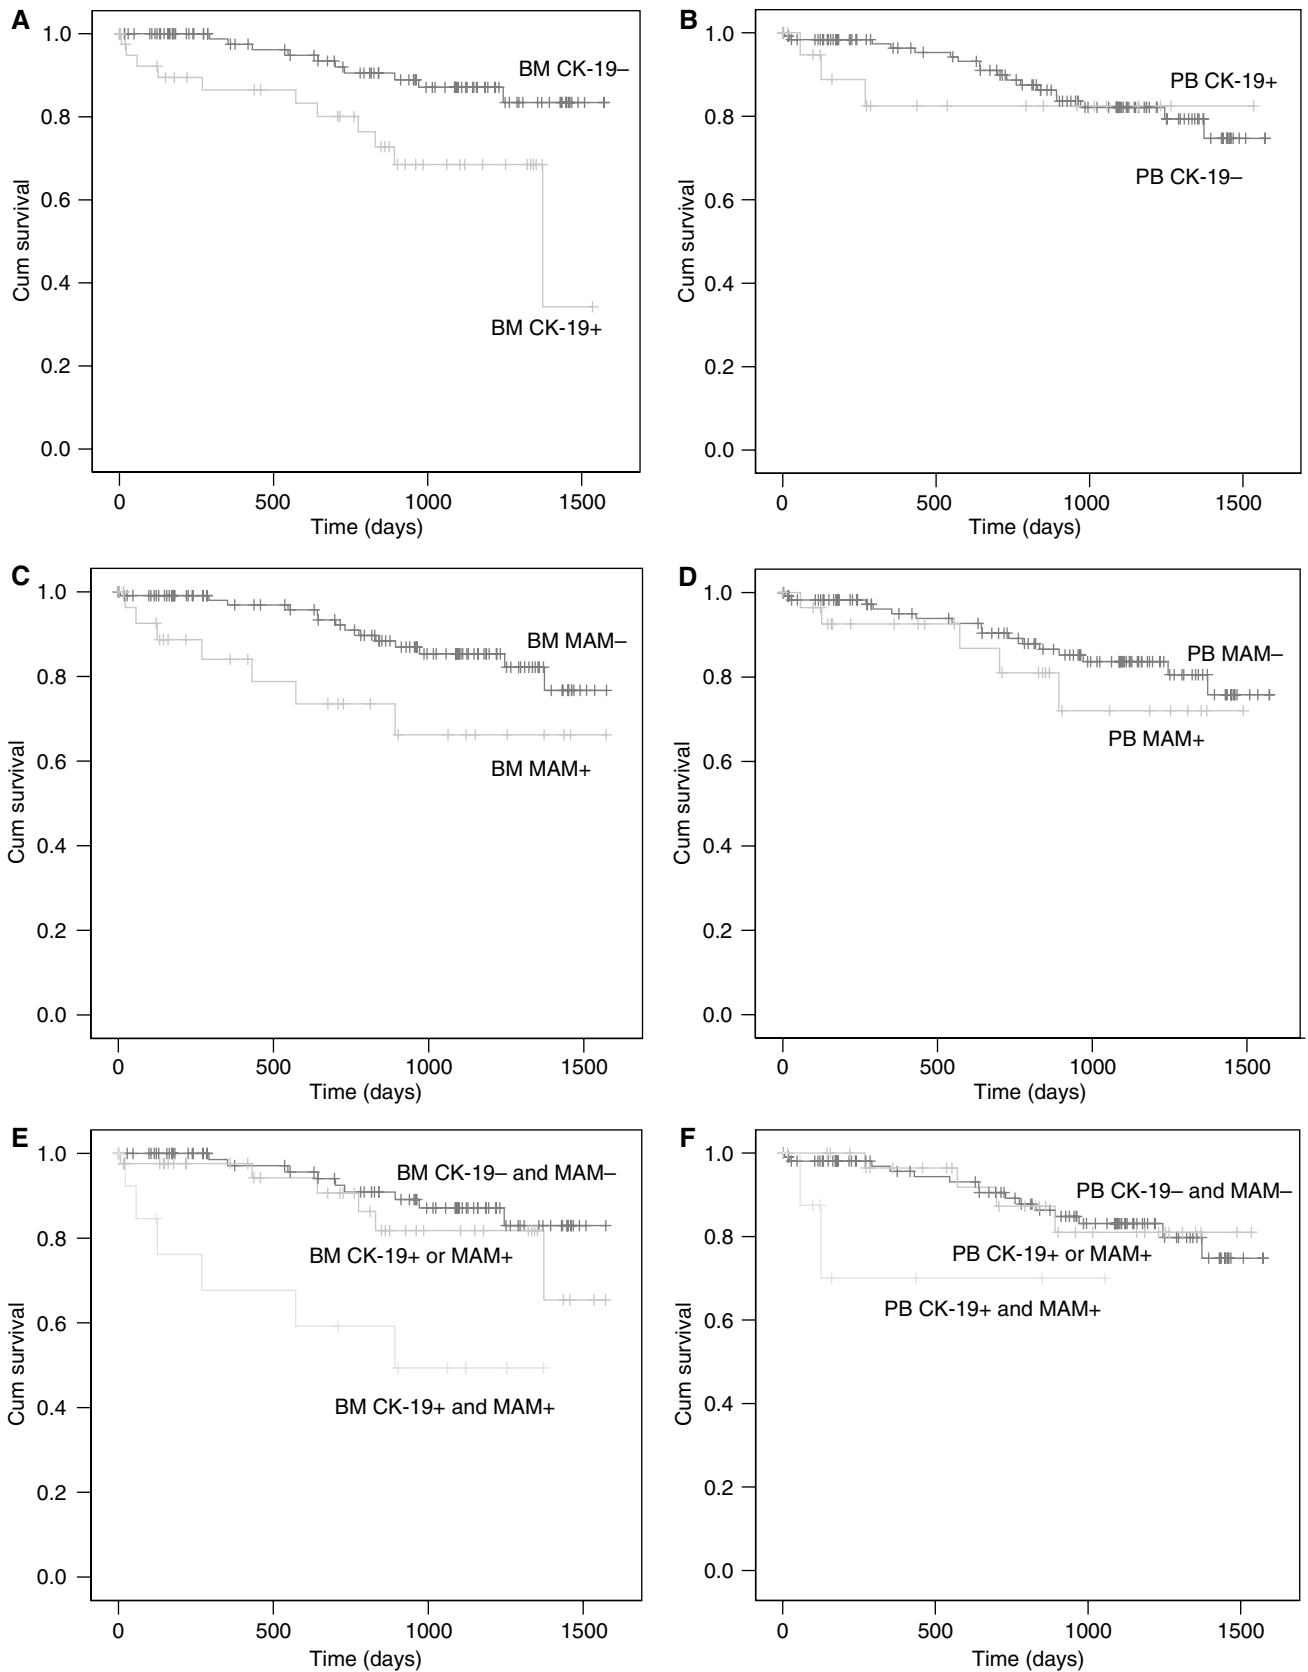 A
1.0
0.8
0.6
0.4
0.2
0.0
Cum survival
BM CK-19–
BM CK-19+
0 500 1000 1500
Time (days)
B
1.0
0.8
0.6
0.4
0.2
0.0
Cum survival
PB CK-19+
PB CK-19–
0 500 1000 1500
Time (days)
C
1.0
0.8
0.6
0.4
0.2
0.0
Cum survival
BM MAM–
BM MAM+
0 500 1000 1500
Time (days)
D
1.0
0.8
0.6
0.4
0.2
0.0
Cum survival
PB MAM–
PB MAM+
0 500 1000 1500
Time (days)
E
1.0
0.8
0.6
0.4
0.2
0.0
Cum survival
BM CK-19– and MAM–
BM CK-19+ or MAM+
BM CK-19+ and MAM+
0 500 1000 1500
Time (days)
F
1.0
0.8
0.6
0.4
0.2
0.0
Cum survival
PB CK-19– and MAM–
PB CK-19+ or MAM+
PB CK-19+ and MAM+
0 500 1000 1500
Time (days)